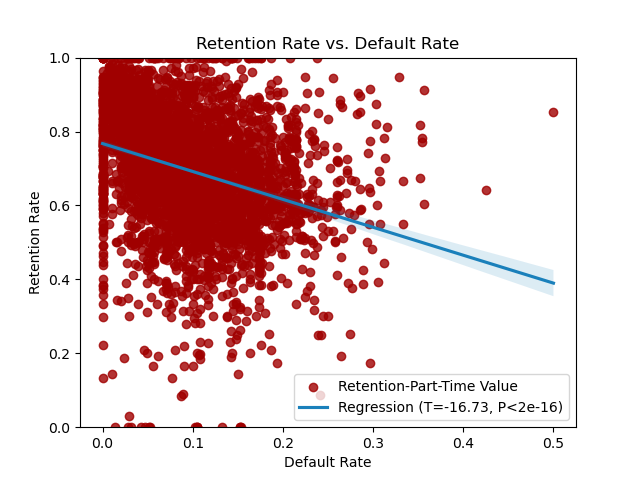 Retention Rate vs. Default Rate
1.0
0.8
0.6
0.4
0.2
0.0
Retention Rate
Retention-Part-Time Value
Regression (T=-16.73, P<2e-16)
0.0 0.1 0.2 0.3 0.4 0.5
Default Rate